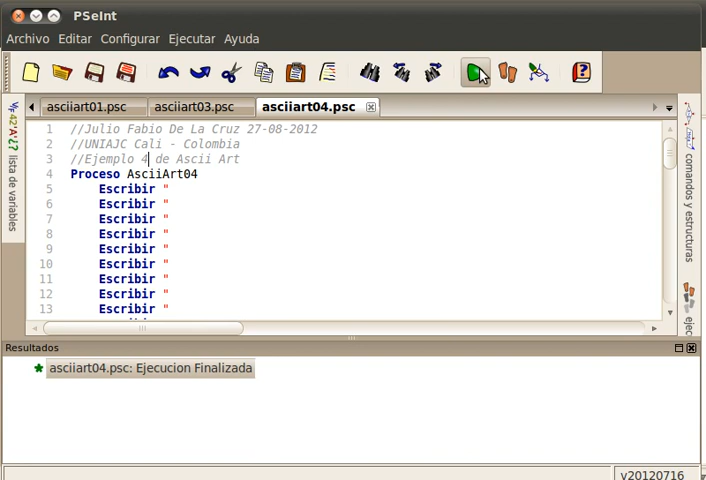 PSeInt
Archivo Editar Configurar Ejecutar Ayuda
asciiart01.psc asciiart03.psc asciiart04.psc
lista de variables
1 //Julio Fabio De La Cruz 27-08-2012
2 //UNIAJC Cali - Colombia
3 //Ejemplo 4 de Ascii Art
4 Proceso AsciiArt04
5 Escribir "
6 Escribir "
7 Escribir "
8 Escribir "
9 Escribir "
10 Escribir "
11 Escribir "
12 Escribir "
13 Escribir "
comandos y estructuras
ejec
Resultados
asciiart04.psc: Ejecucion Finalizada
v20120716